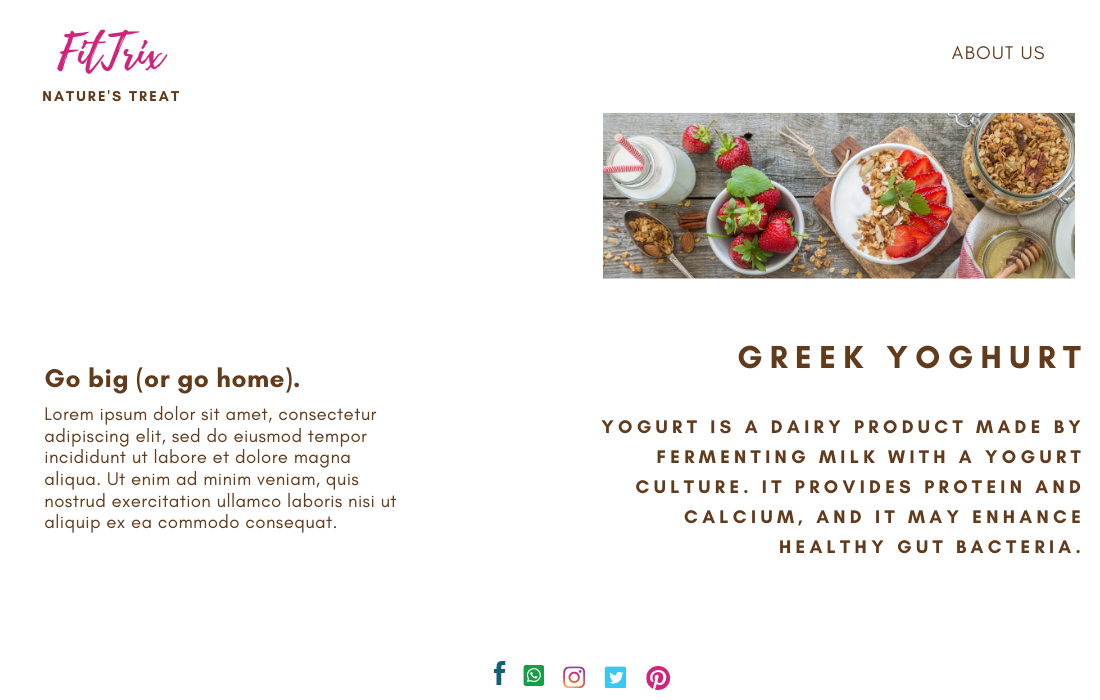 FitTrix
NATURE'S TREAT
ABOUT US
GREEK YOGHURT
Go big (or go home).
Lorem ipsum dolor sit amet, consectetur
adipiscing elit, sed do eiusmod tempor
incididunt ut labore et dolore magna
aliqua. Ut enim ad minim veniam, quis
nostrud exercitation ullamco laboris nisi ut
aliquip ex ea commodo consequat.
YOGURT IS A DAIRY PRODUCT MADE BY
FERMENTING MILK WITH A YOGURT
CULTURE. IT PROVIDES PROTEIN AND
CALCIUM, AND IT MAY ENHANCE
HEALTHY GUT BACTERIA.